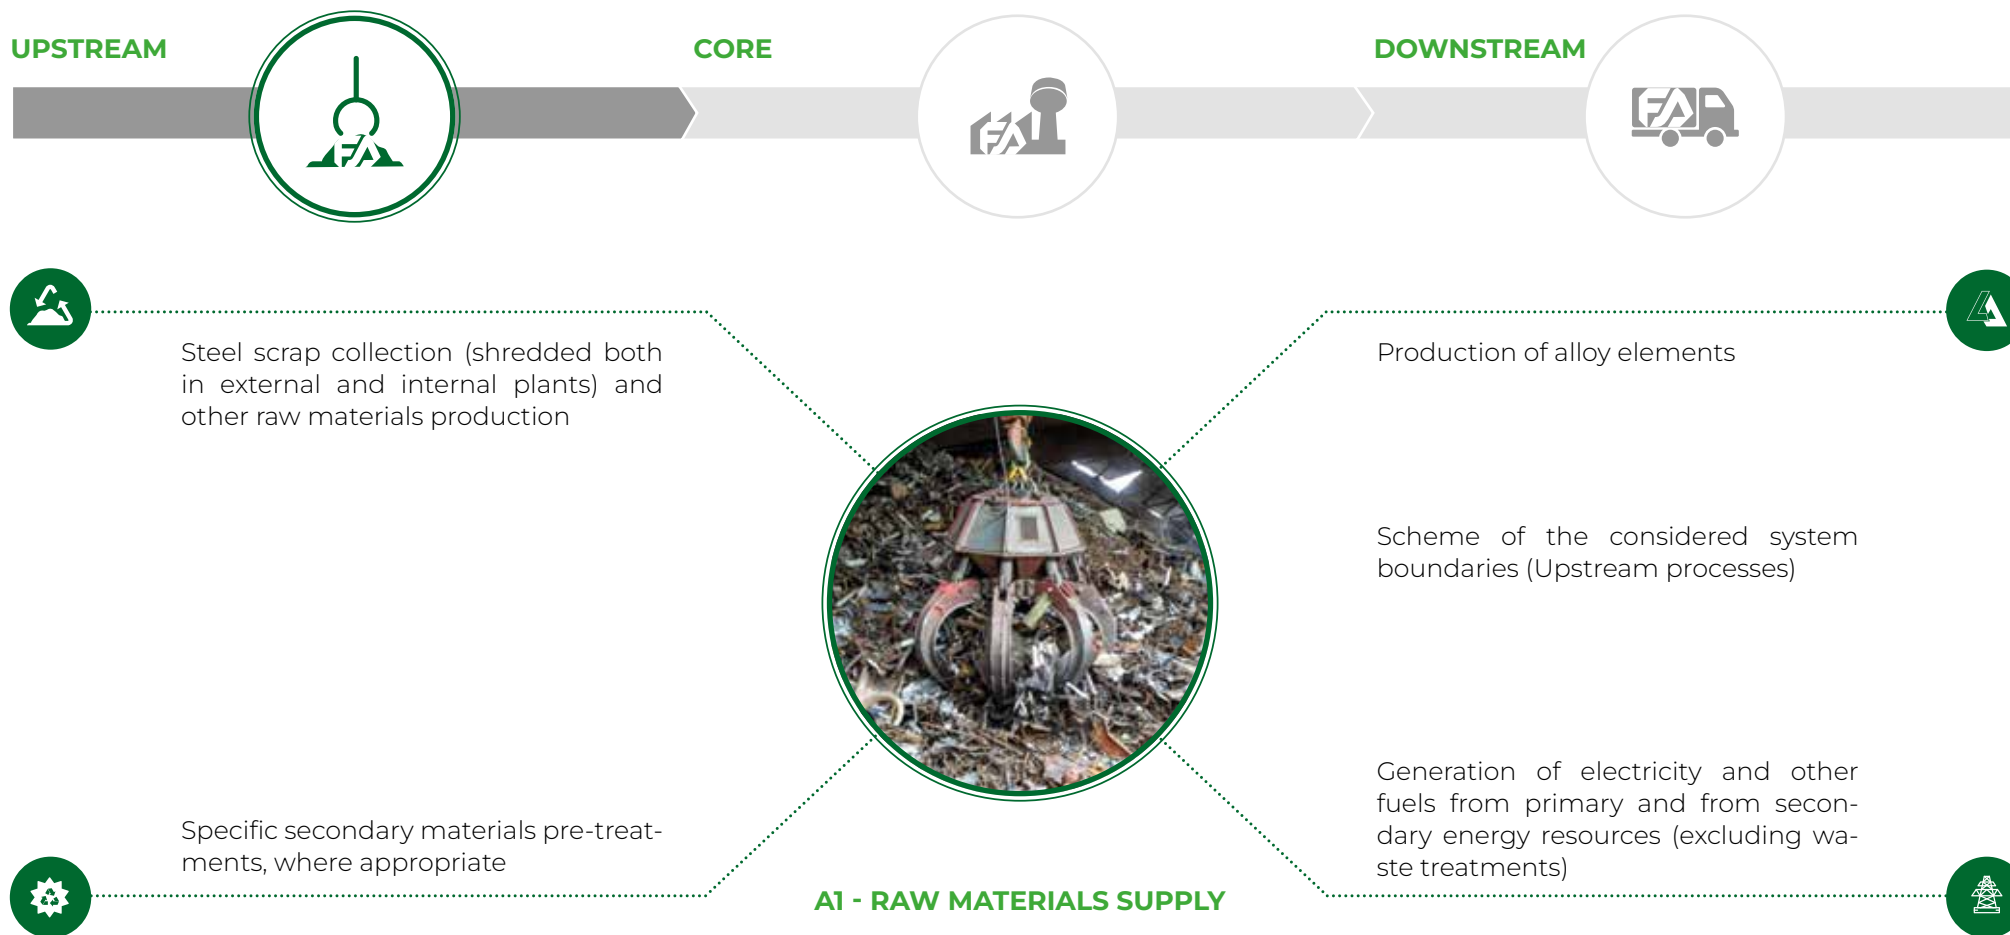 UPSTREAM
CORE
DOWNSTREAM
FA
FA
FA
Steel scrap collection (shredded both
in external and internal plants) and
other raw materials production
Production of alloy elements
Scheme of the considered system
boundaries (Upstream processes)
Specific secondary materials pre-treat-
ments, where appropriate
Generation of electricity and other
fuels from primary and from secon-
dary energy resources (excluding wa-
ste treatments)
A1 - RAW MATERIALS SUPPLY